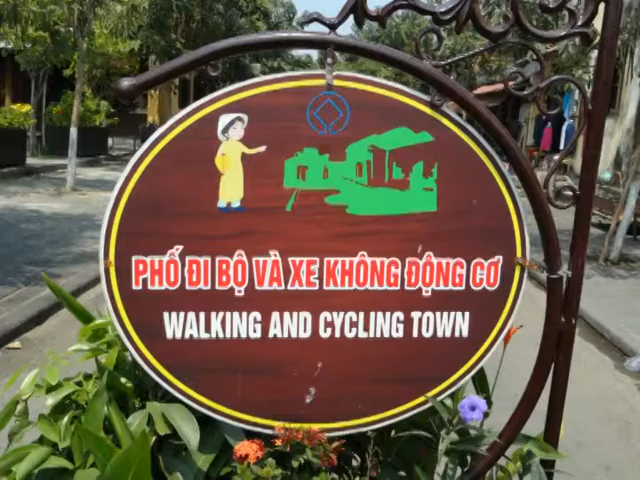 PHỐ ĐI BỘ VÀ XE KHÔNG ĐỘNG CƠ
WALKING AND CYCLING TOWN